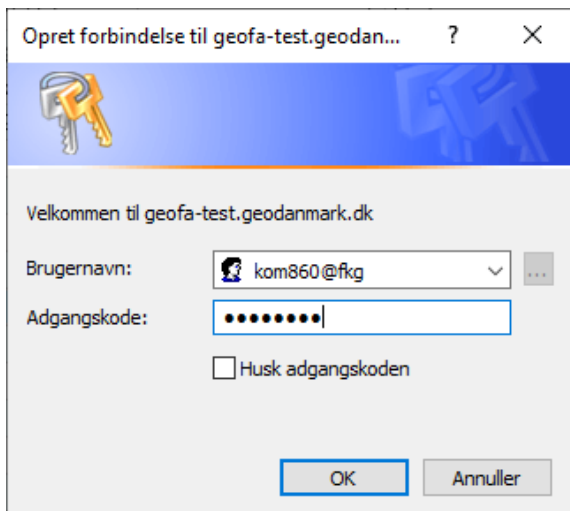 Opret forbindelse til geofa-test.geodan... ?
Velkommen til geofa-test.geodanmark.dk
Brugernavn: kom860@fkg ...
Adgangskode: ●●●●●●●●
Husk adgangskoden
OK Annuller